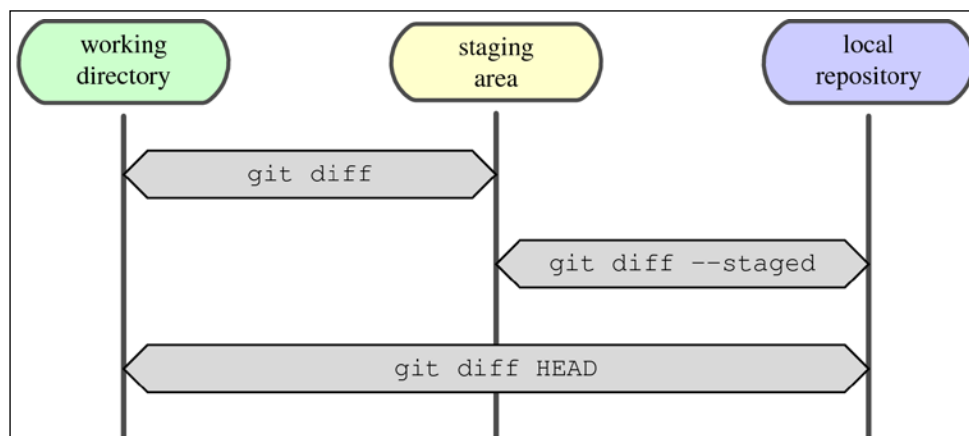 working
directory
staging
area
local
repository
git diff
git diff --staged
git diff HEAD